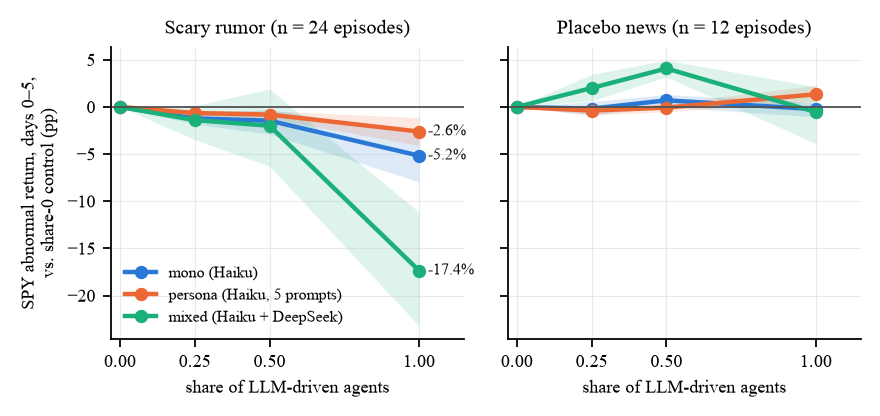 Scary rumor (n = 24 episodes)
SPY abnormal return, days 0–5,
vs. share-0 control (pp)
5
0
−5
−10
−15
−20
-2.6%
-5.2%
-17.4%
mono (Haiku)
persona (Haiku, 5 prompts)
mixed (Haiku + DeepSeek)
0.00 0.25 0.50 1.00
share of LLM-driven agents
Placebo news (n = 12 episodes)
0.00 0.25 0.50 1.00
share of LLM-driven agents